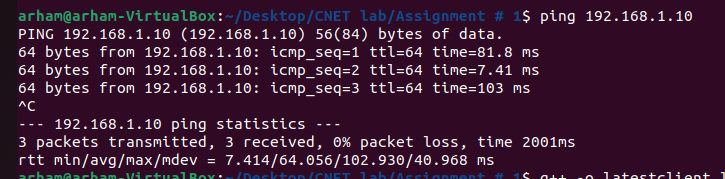 arham@arham-VirtualBox:~/Desktop/CNET lab/Assignment # 1$ ping 192.168.1.10
PING 192.168.1.10 (192.168.1.10) 56(84) bytes of data.
64 bytes from 192.168.1.10: icmp_seq=1 ttl=64 time=81.8 ms
64 bytes from 192.168.1.10: icmp_seq=2 ttl=64 time=7.41 ms
64 bytes from 192.168.1.10: icmp_seq=3 ttl=64 time=103 ms
^C
--- 192.168.1.10 ping statistics ---
3 packets transmitted, 3 received, 0% packet loss, time 2001ms
rtt min/avg/max/mdev = 7.414/64.056/102.930/40.968 ms
arham@arham-VirtualBox:~/Desktop/CNET lab/Assignment # 1$ g++ -o latestclient